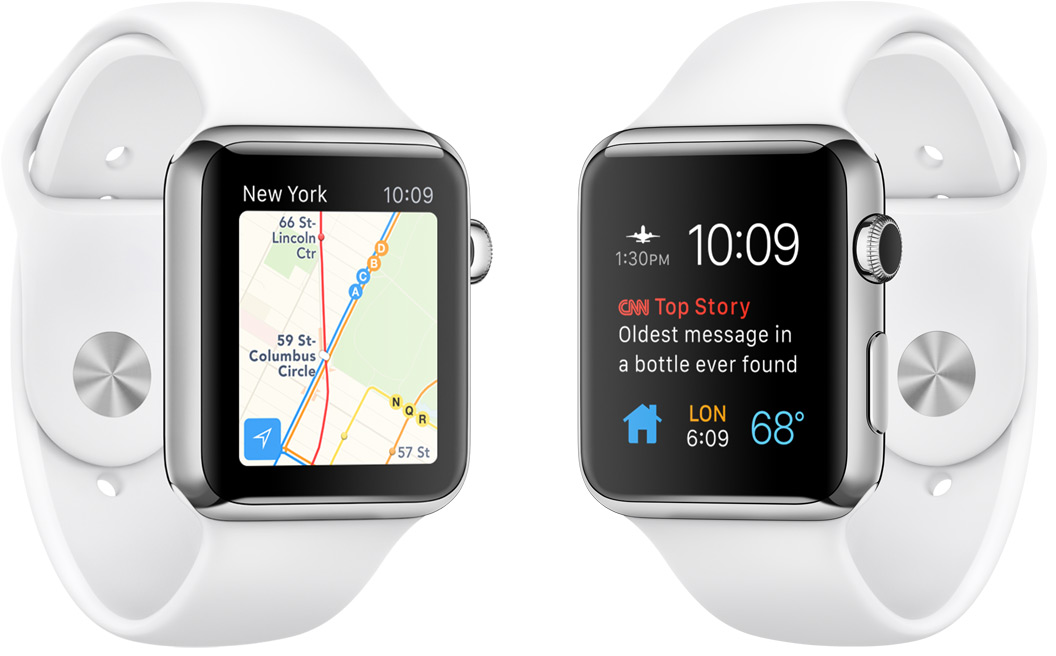 New York 10:09
66 St-
Lincoln
Ctr
D
B
C
A
59 St-
Columbus
Circle
N
Q
R
57 St
1:30PM 10:09
CNN Top Story
Oldest message in
a bottle ever found
LON
6:09
68°